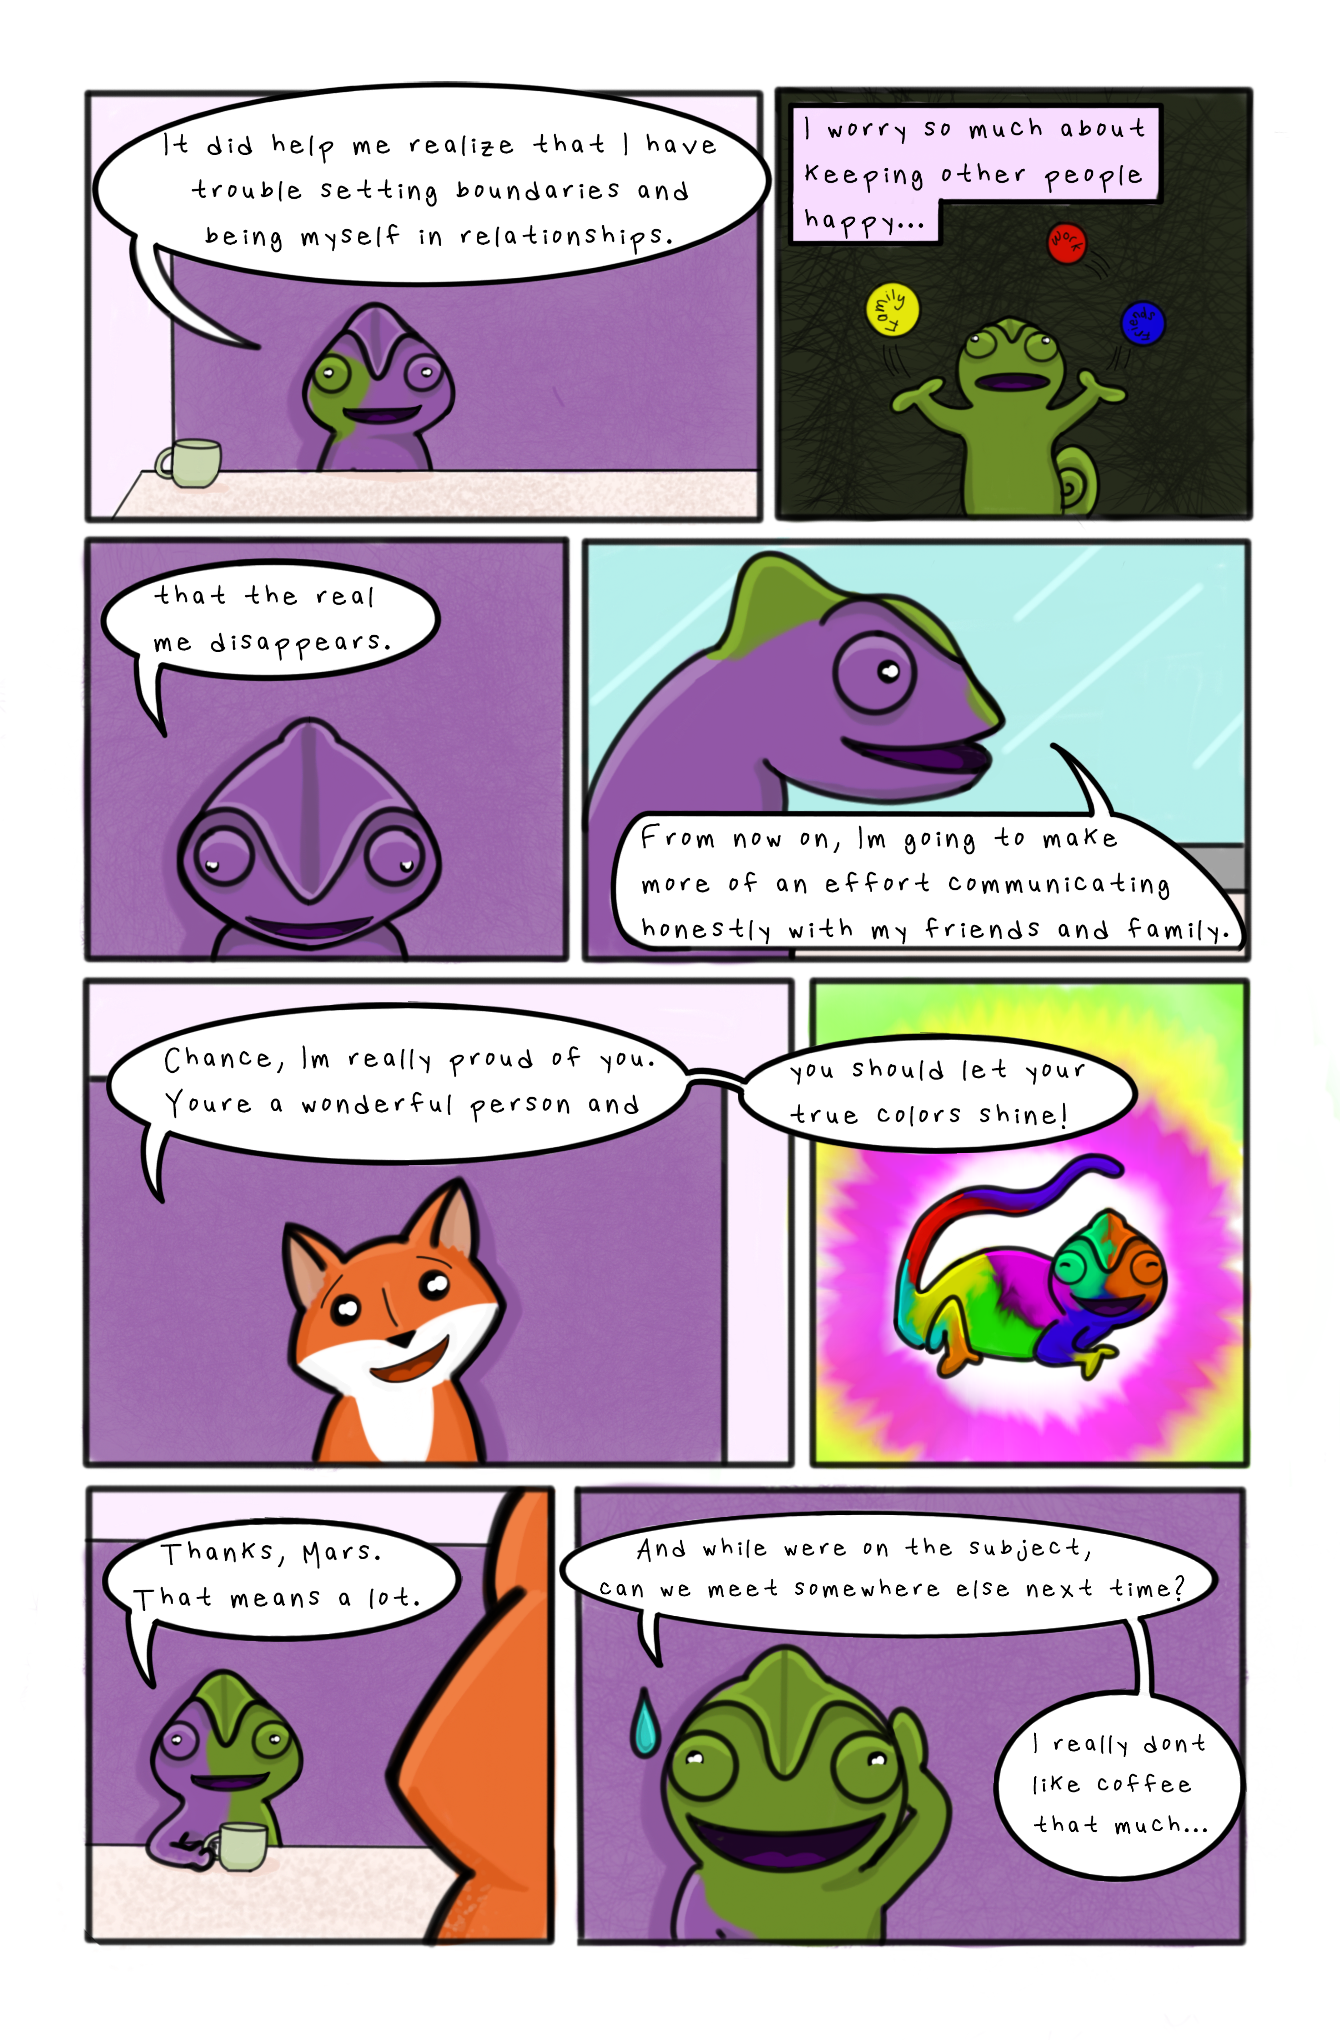 It did help me realize that I have
trouble setting boundaries and
being myself in relationships.
I worry so much about
keeping other people
happy...
work
Family
Friends
that the real
me disappears.
From now on, Im going to make
more of an effort communicating
honestly with my friends and family.
Chance, Im really proud of you.
Youre a wonderful person and
you should let your
true colors shine!
Thanks, Mars.
That means a lot.
And while were on the subject,
can we meet somewhere else next time?
I really dont
like coffee
that much...